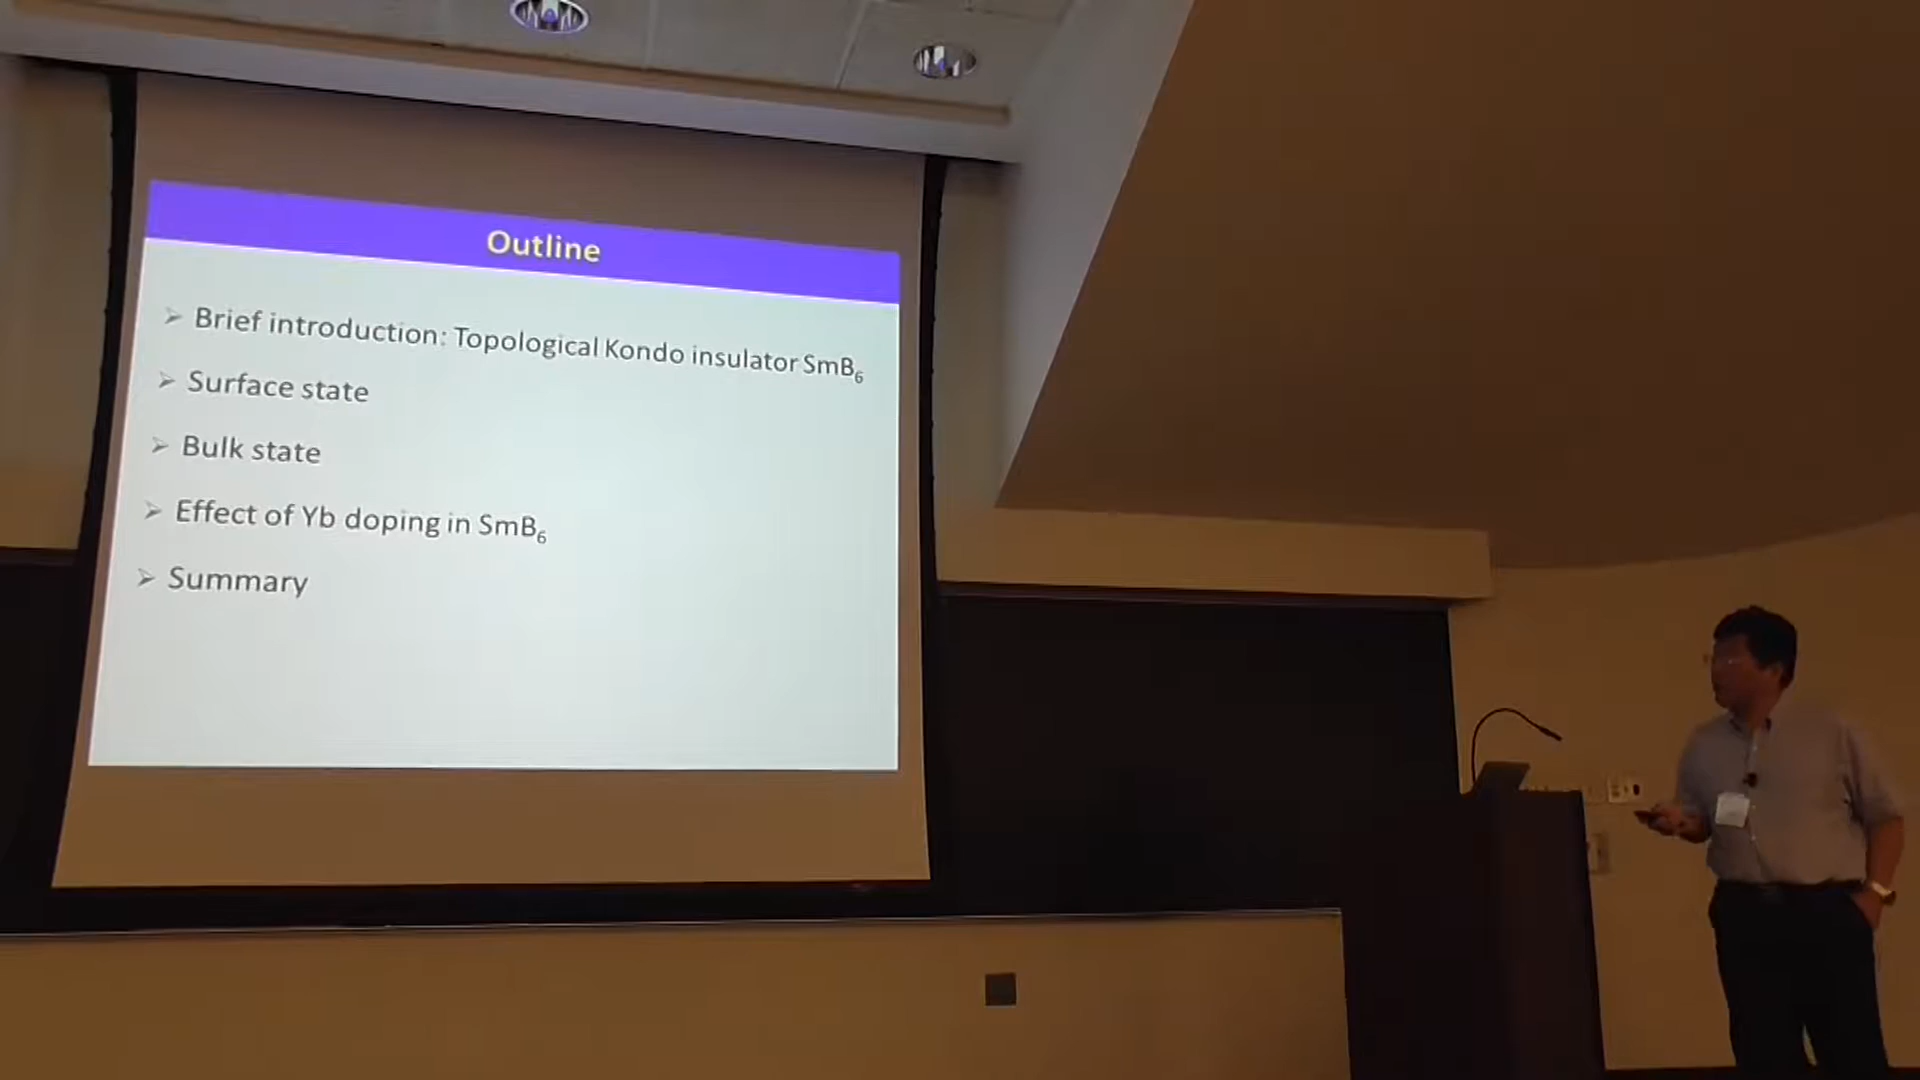 Outline
➢ Brief introduction: Topological Kondo insulator SmB₆
➢ Surface state
➢ Bulk state
➢ Effect of Yb doping in SmB₆
➢ Summary